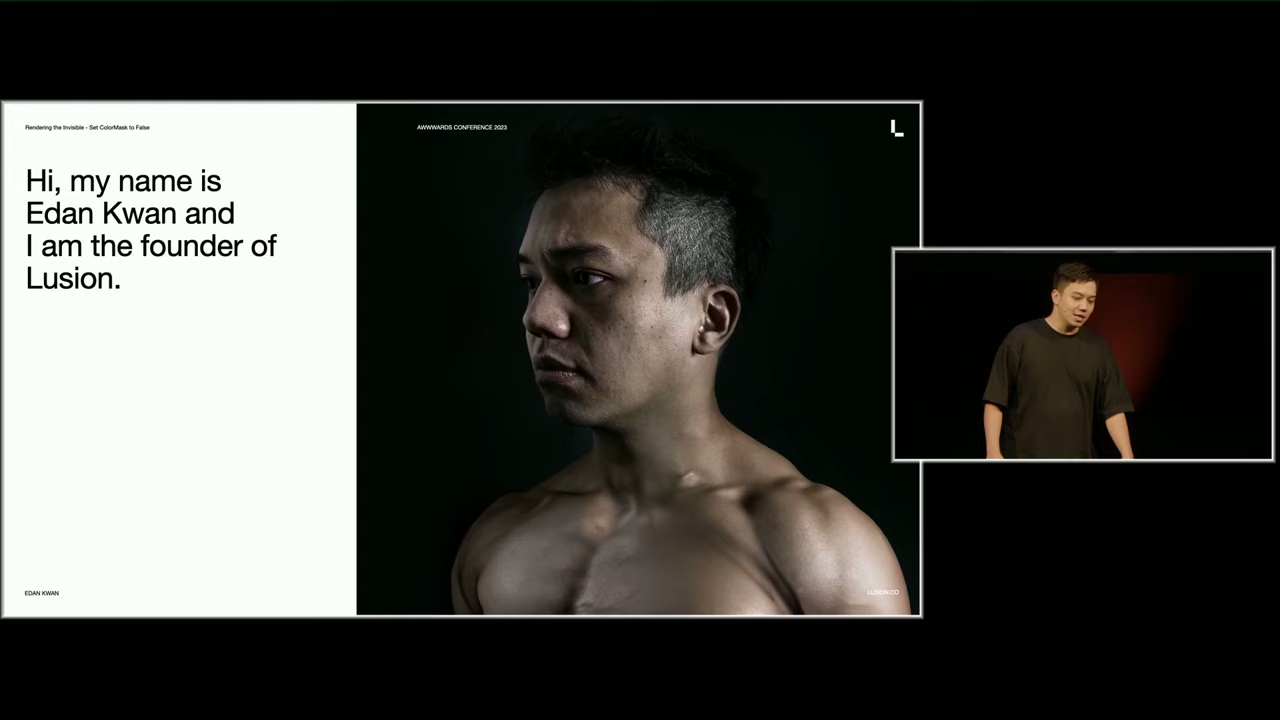 Rendering the Invisible - Set ColorMask to False
AWWWARDS CONFERENCE 2023
Hi, my name is
Edan Kwan and
I am the founder of
Lusion.
EDAN KWAN
LUSION.CO